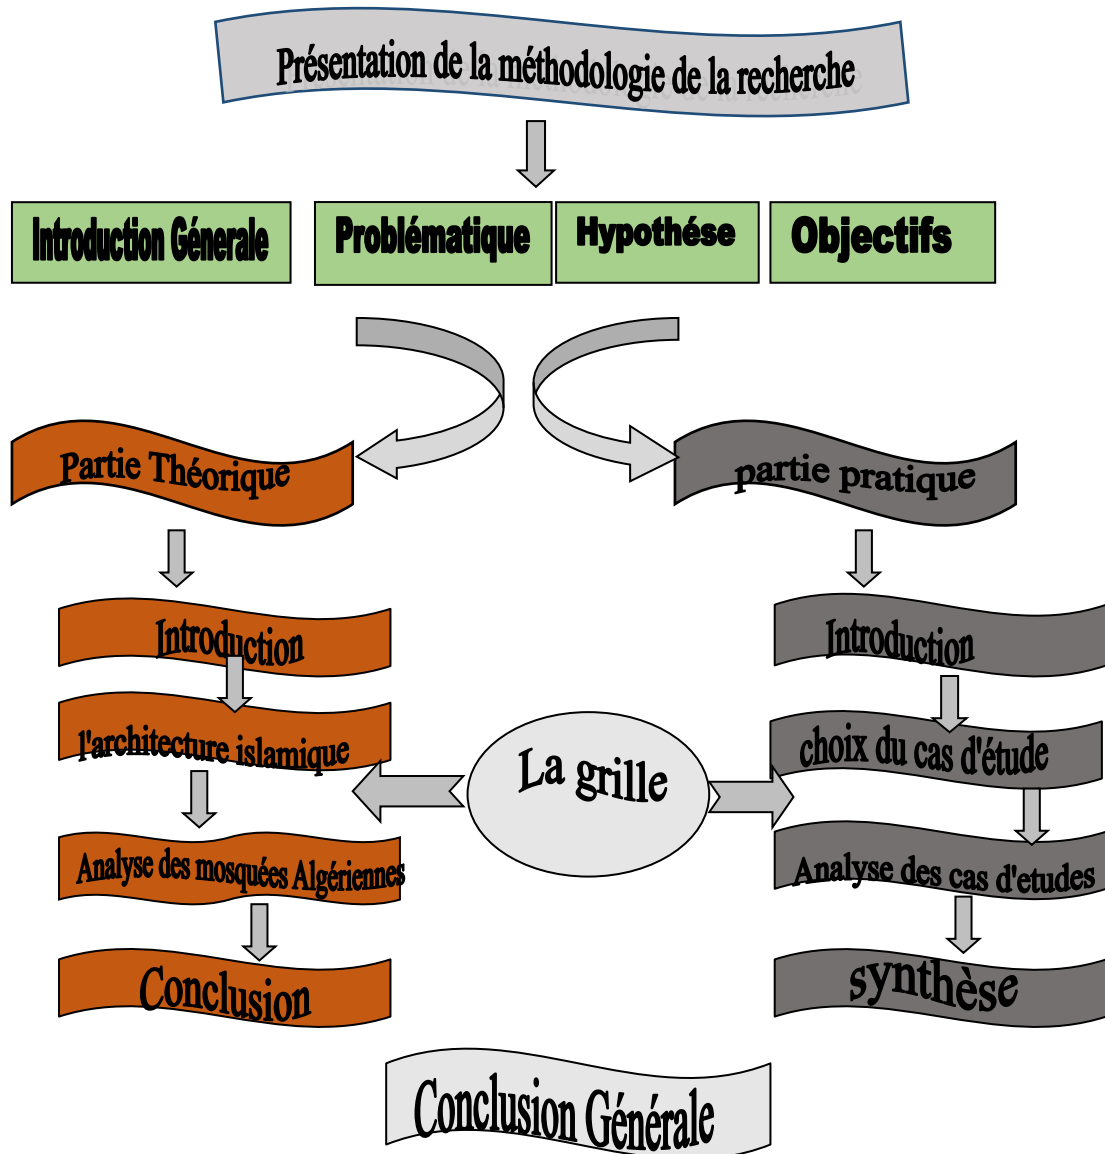 Présentation de la méthodologie de la recherche
Introduction Génerale
Problématique
Hypothése
Objectifs
Partie Théorique
partie pratique
Introduction
Introduction
l'architecture islamique
La grille
choix du cas d'étude
Analyse des mosquées Algériennes
Analyse des cas d'etudes
Conclusion
synthèse
Conclusion Générale